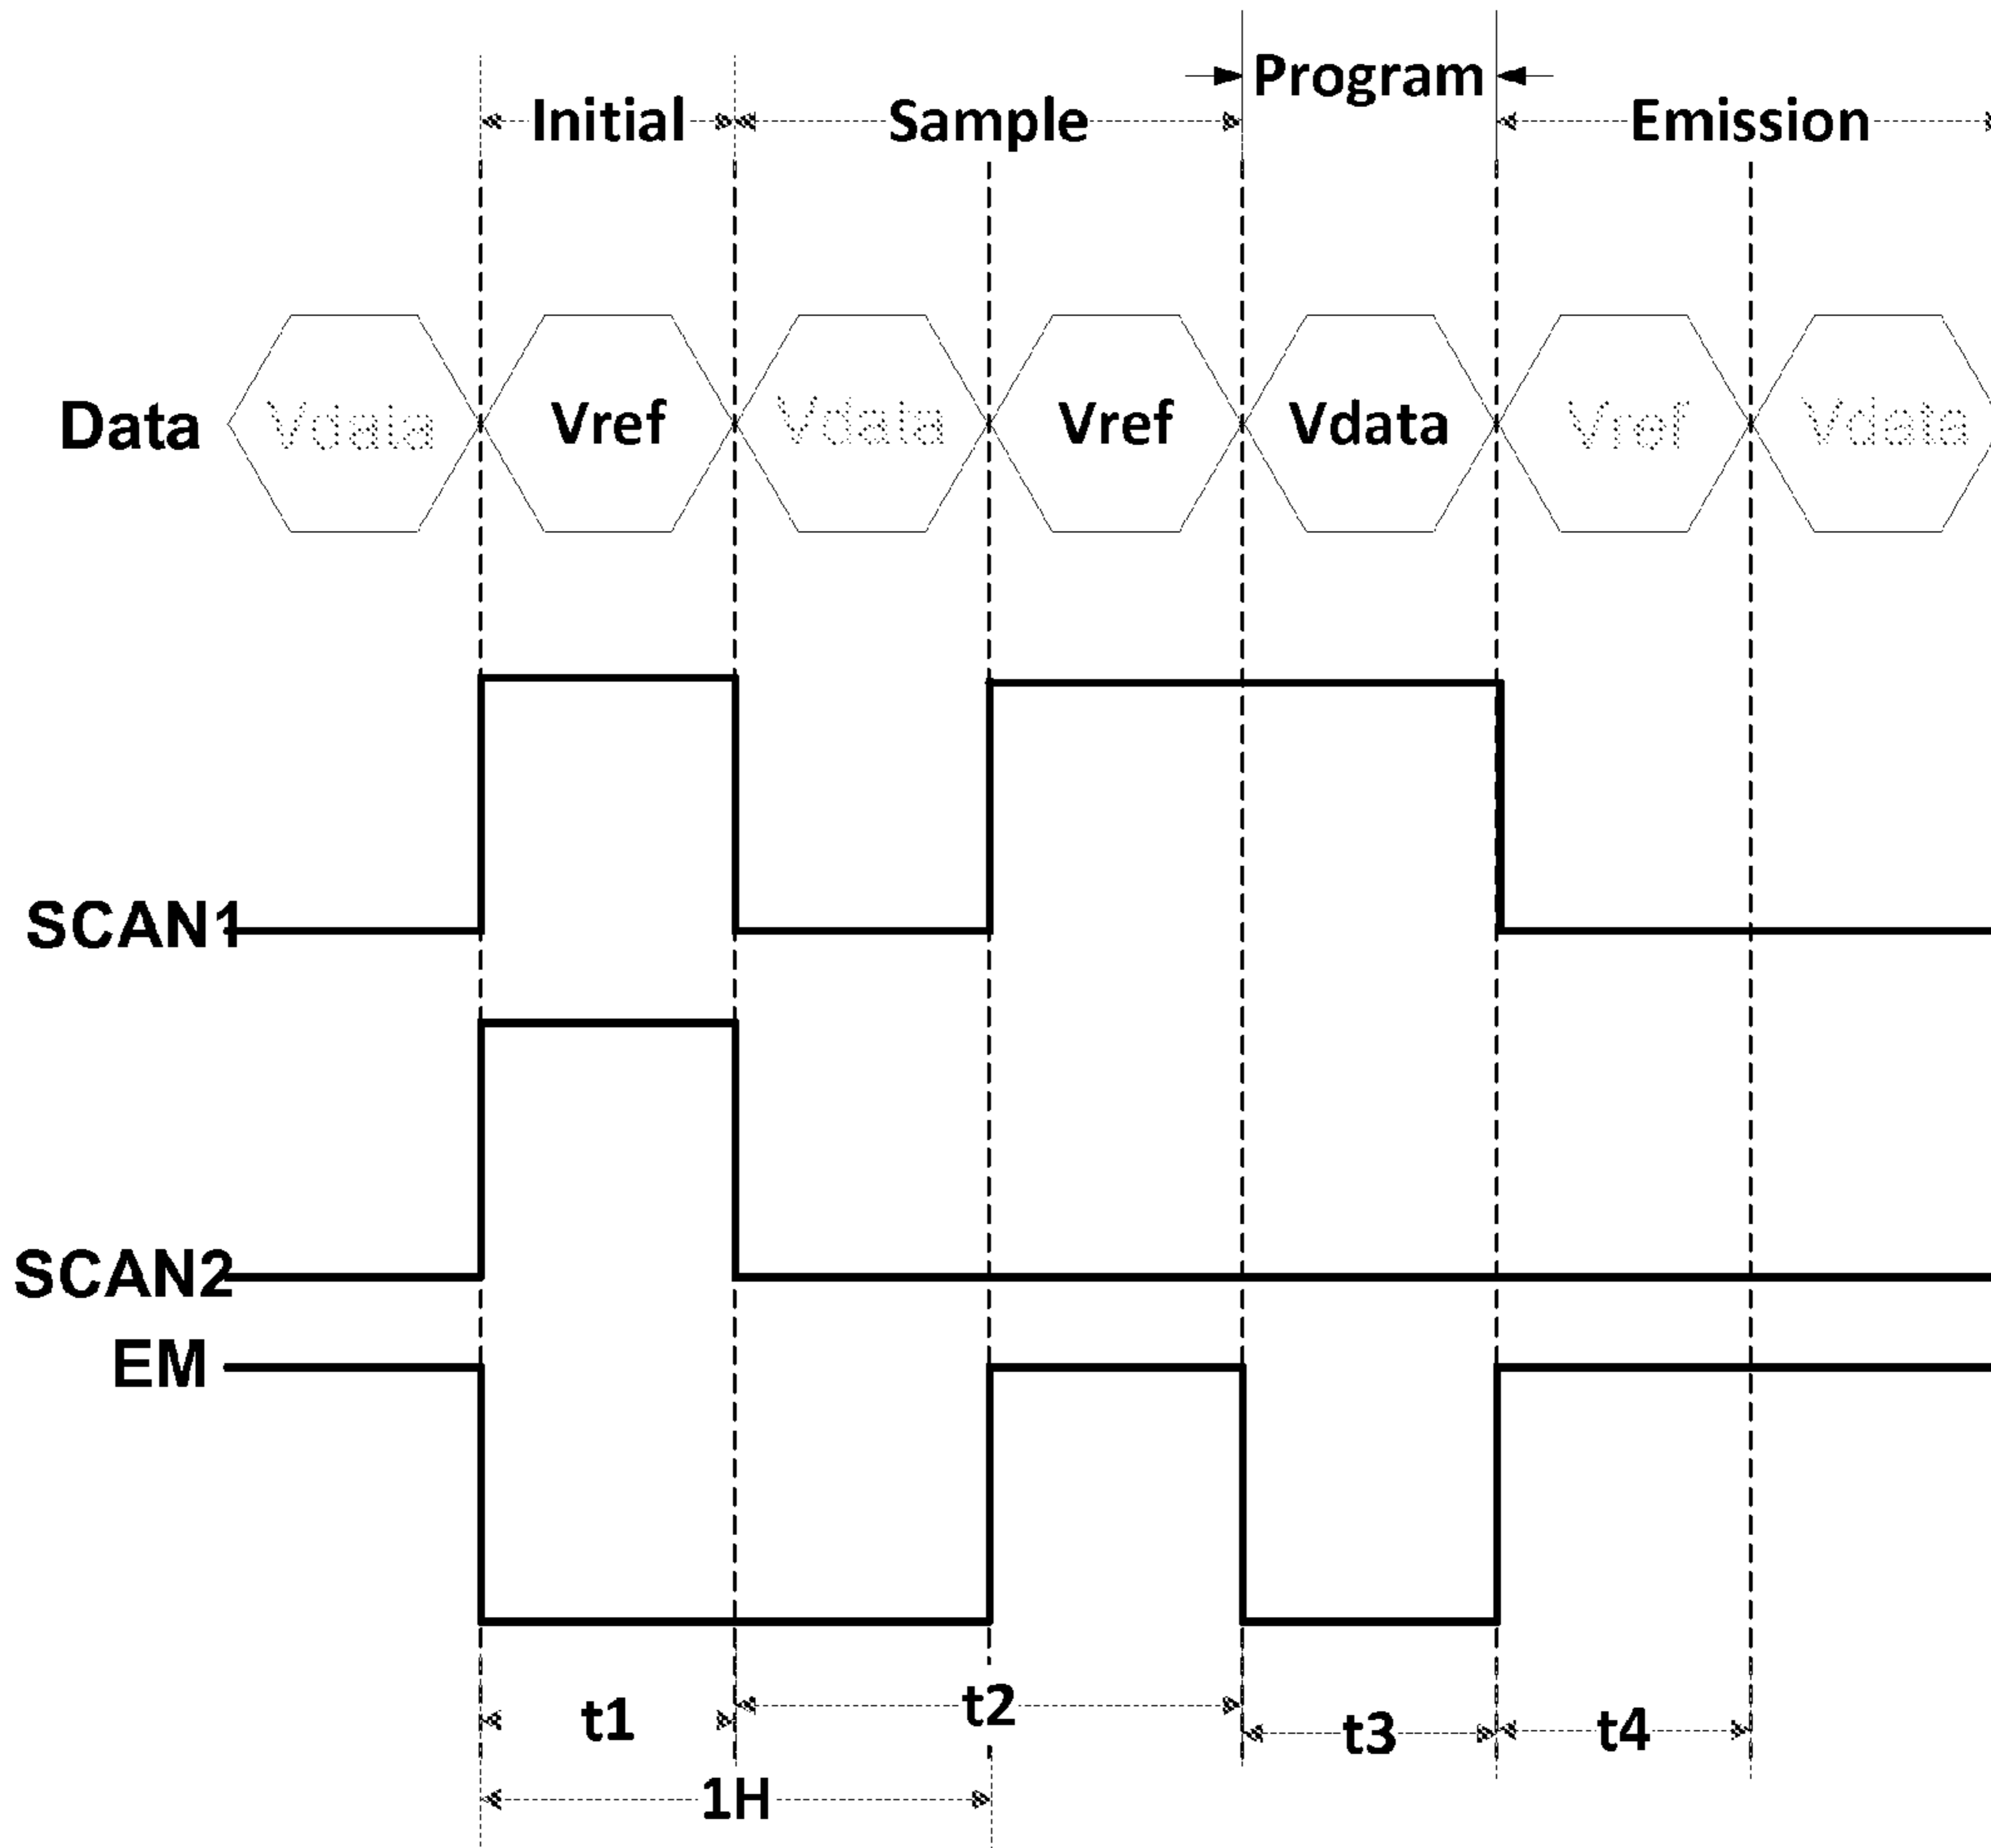 Program
Initial Sample Emission
Data Vdata Vref Vdata Vref Vdata Vref Vdata
SCAN1
SCAN2
EM
t1 t2 t3 t4
1H